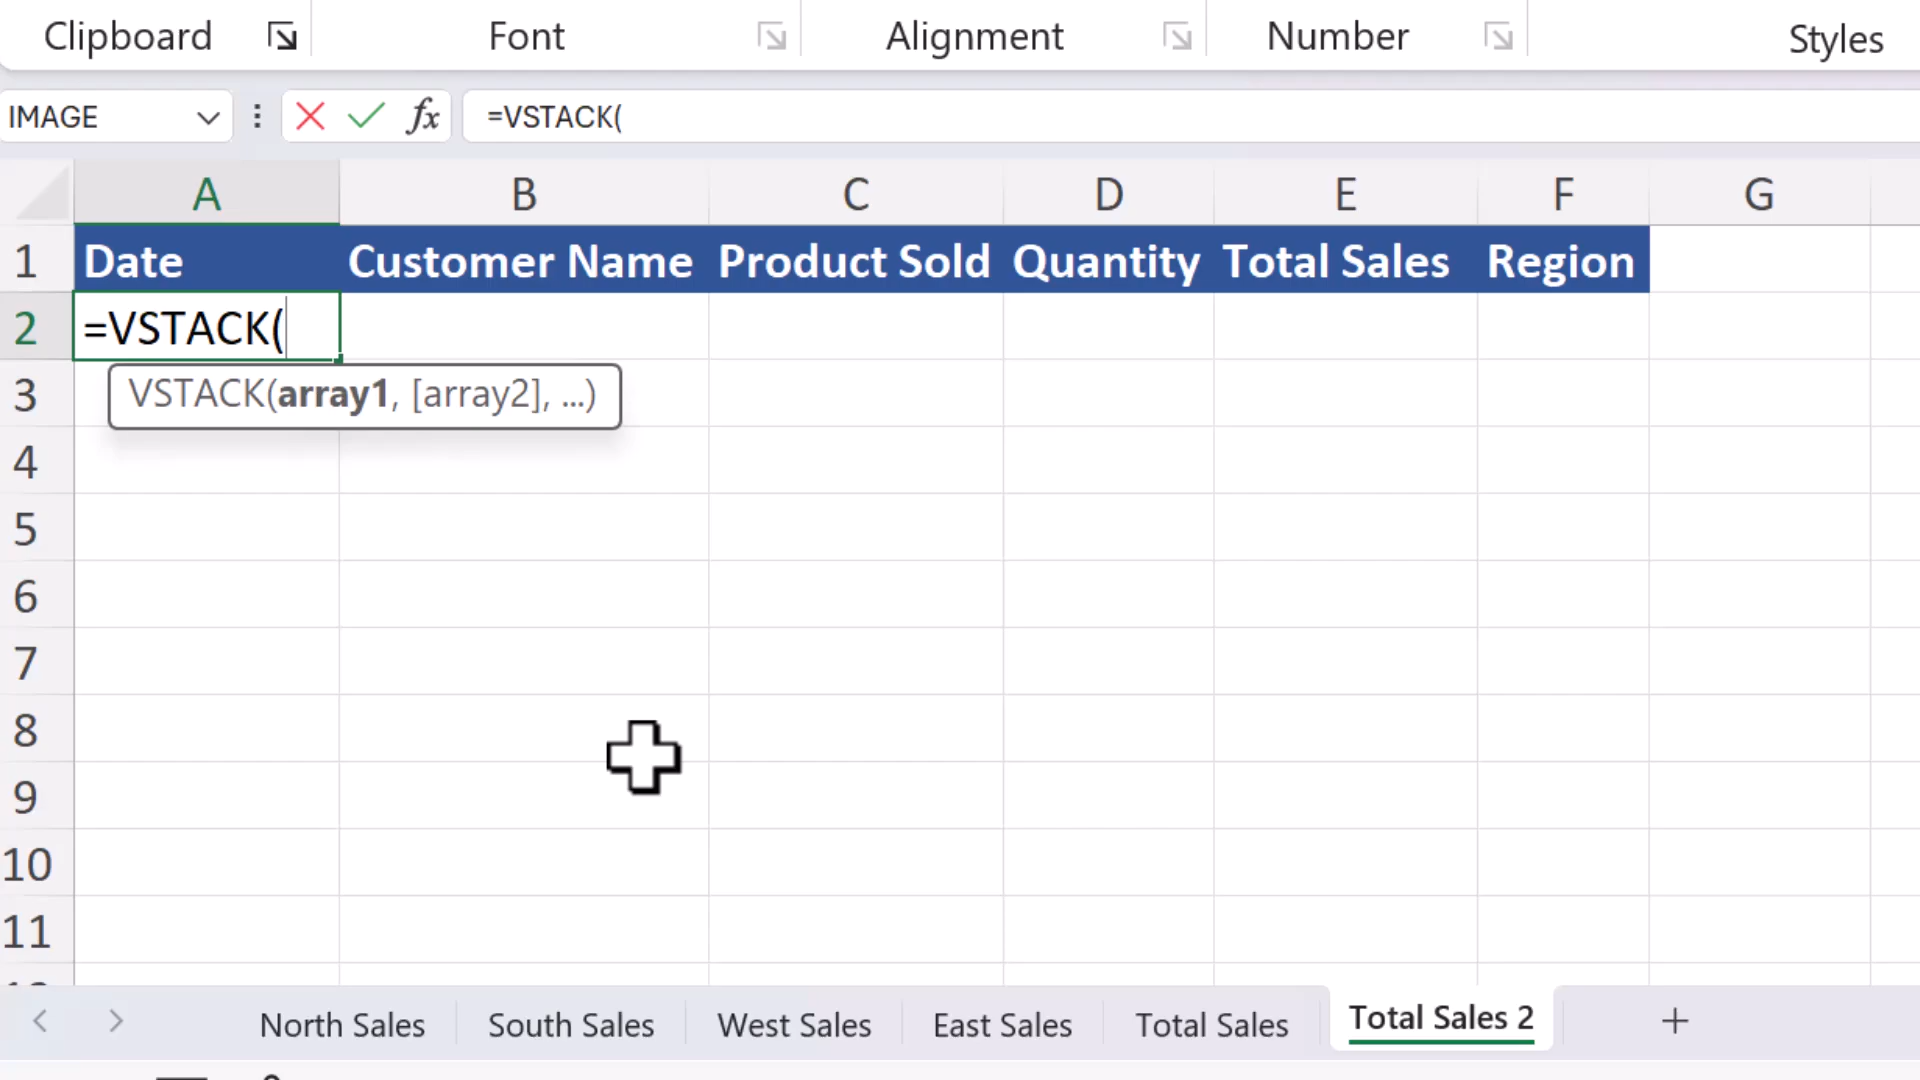 Clipboard Font Alignment Number Styles
IMAGE fx =VSTACK(
A B C D E F G
1 Date Customer Name Product Sold Quantity Total Sales Region
2 =VSTACK(
3 VSTACK(array1, [array2], ...)
4
5
6
7
8
9
10
11
North Sales South Sales West Sales East Sales Total Sales Total Sales 2